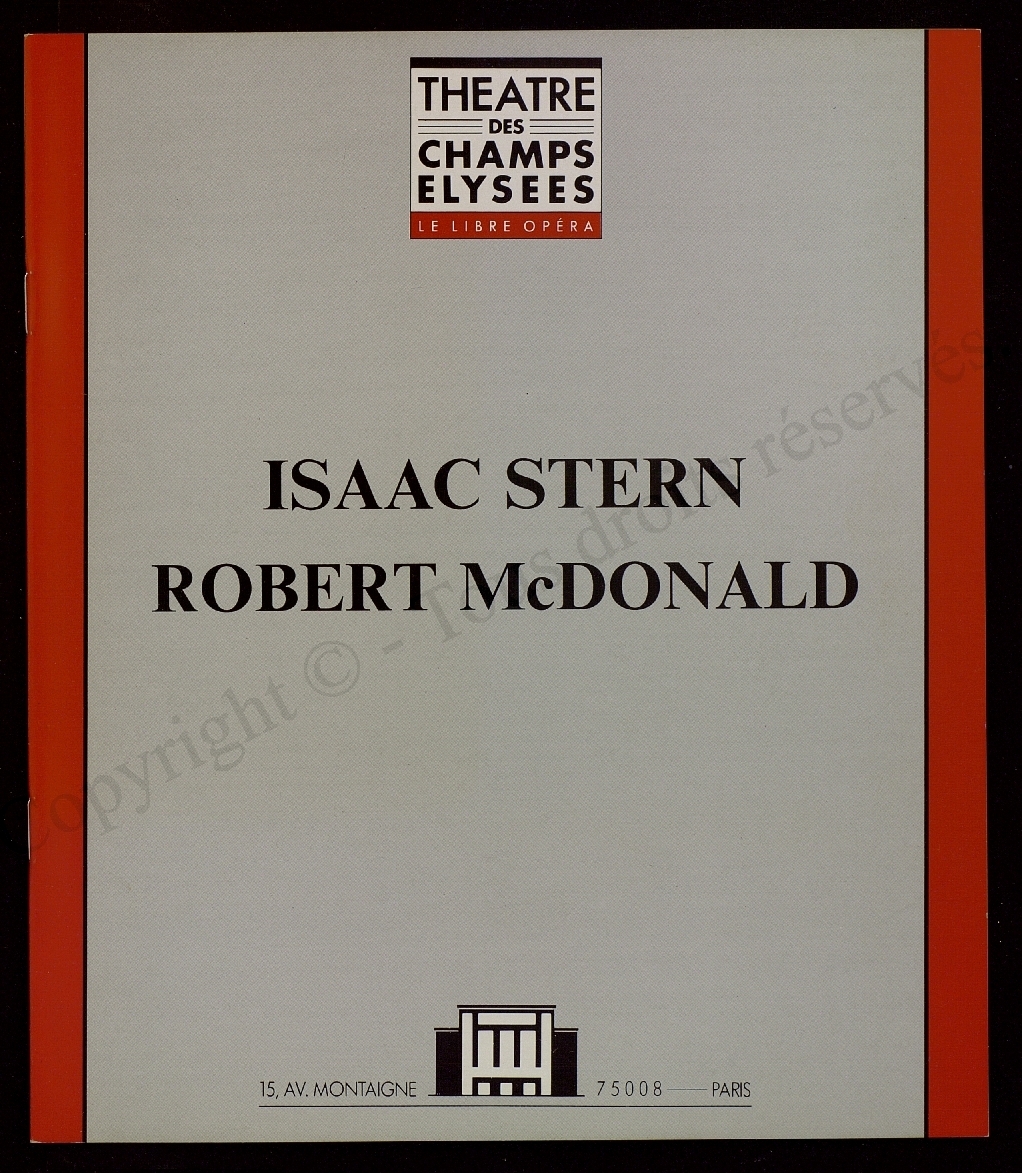 THEATRE
DES
CHAMPS
ELYSEES
LE LIBRE OPÉRA
ISAAC STERN
ROBERT McDONALD
Copyright © - Tous droits réservés
15, AV. MONTAIGNE 75008 PARIS